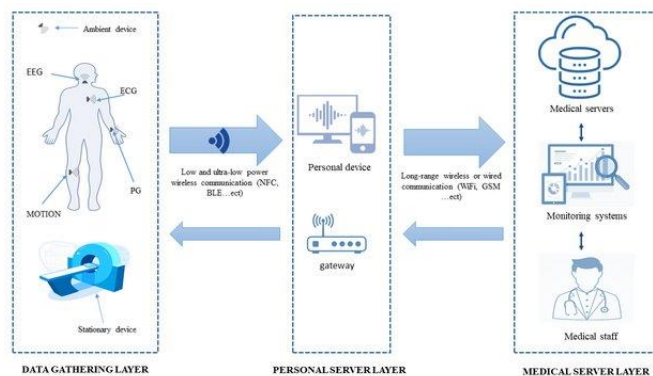 Ambient device
EEG
ECG
PG
MOTION
Stationary device
DATA GATHERING LAYER
Low and ultra-low power
wireless communication (NFC,
BLE…ect)
Personal device
gateway
PERSONAL SERVER LAYER
Long-range wireless or wired
communication (WiFi, GSM
…ect)
Medical servers
Monitoring systems
Medical staff
MEDICAL SERVER LAYER